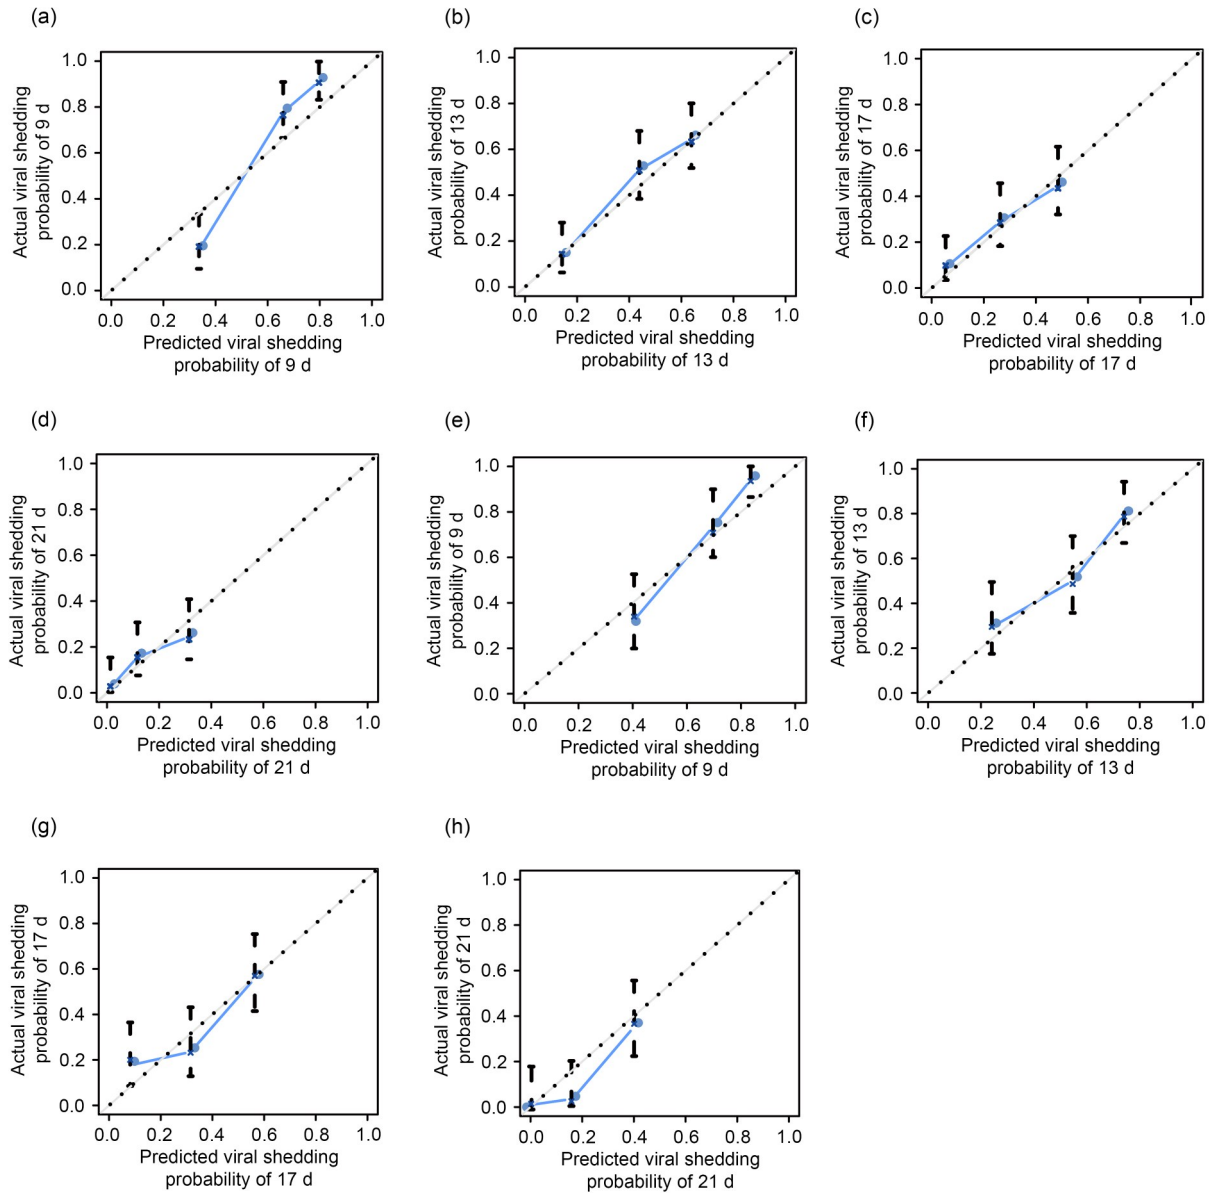 (a)
Actual viral shedding
probability of 9 d
1.0
0.8
0.6
0.4
0.2
0.0
0.0 0.2 0.4 0.6 0.8 1.0
Predicted viral shedding
probability of 9 d
(b)
Actual viral shedding
probability of 13 d
1.0
0.8
0.6
0.4
0.2
0.0
0.0 0.2 0.4 0.6 0.8 1.0
Predicted viral shedding
probability of 13 d
(c)
Actual viral shedding
probability of 17 d
1.0
0.8
0.6
0.4
0.2
0.0
0.0 0.2 0.4 0.6 0.8 1.0
Predicted viral shedding
probability of 17 d
(d)
Actual viral shedding
probability of 21 d
1.0
0.8
0.6
0.4
0.2
0.0
0.0 0.2 0.4 0.6 0.8 1.0
Predicted viral shedding
probability of 21 d
(e)
Actual viral shedding
probability of 9 d
1.0
0.8
0.6
0.4
0.2
0.0
0.0 0.2 0.4 0.6 0.8 1.0
Predicted viral shedding
probability of 9 d
(f)
Actual viral shedding
probability of 13 d
1.0
0.8
0.6
0.4
0.2
0.0
0.0 0.2 0.4 0.6 0.8 1.0
Predicted viral shedding
probability of 13 d
(g)
Actual viral shedding
probability of 17 d
1.0
0.8
0.6
0.4
0.2
0.0
0.0 0.2 0.4 0.6 0.8 1.0
Predicted viral shedding
probability of 17 d
(h)
Actual viral shedding
probability of 21 d
1.0
0.8
0.6
0.4
0.2
0.0
0.0 0.2 0.4 0.6 0.8 1.0
Predicted viral shedding
probability of 21 d